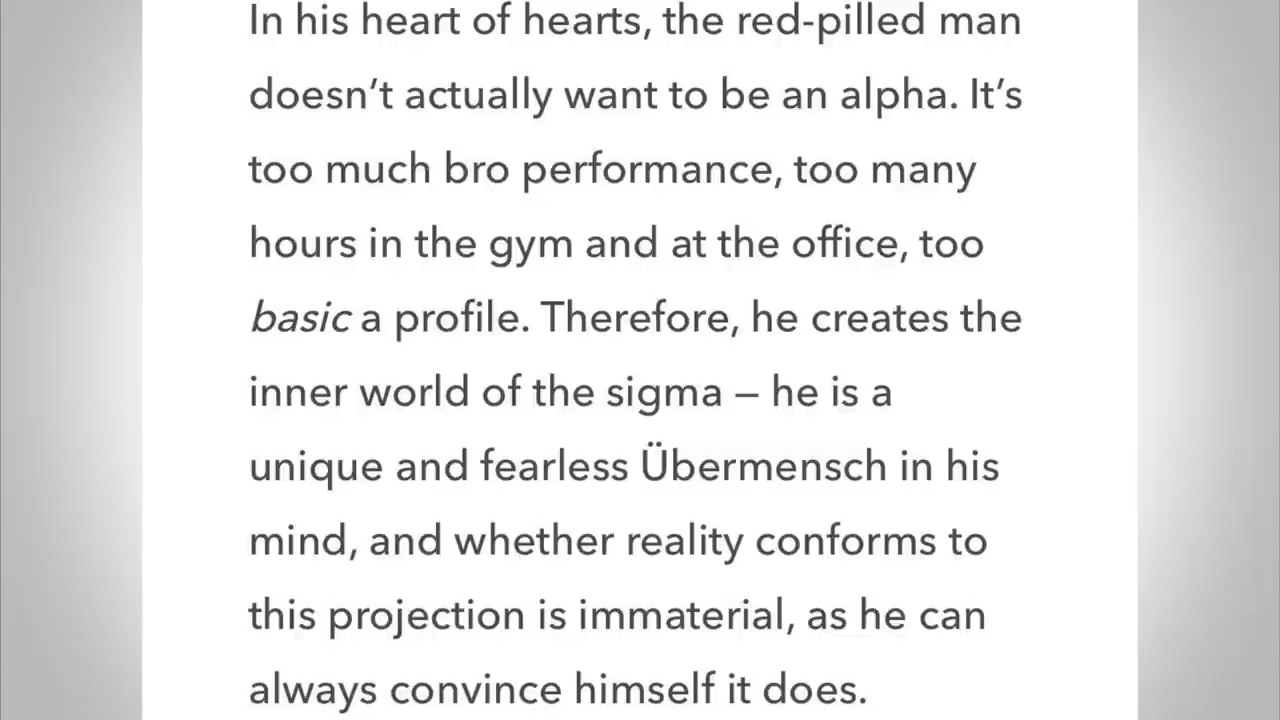 In his heart of hearts, the red-pilled man
doesn’t actually want to be an alpha. It’s
too much bro performance, too many
hours in the gym and at the office, too
basic a profile. Therefore, he creates the
inner world of the sigma – he is a
unique and fearless Übermensch in his
mind, and whether reality conforms to
this projection is immaterial, as he can
always convince himself it does.